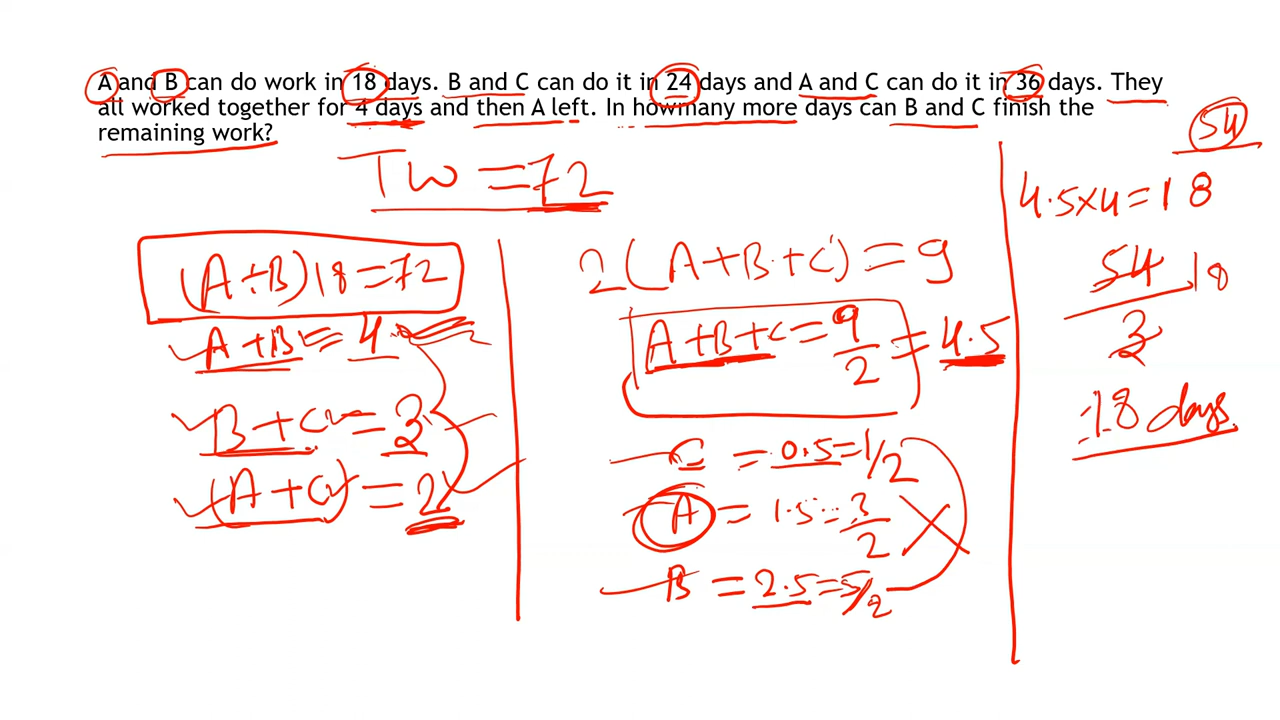 A and B can do work in 18 days. B and C can do it in 24 days and A and C can do it in 36 days. They
all worked together for 4 days and then A left. In howmany more days can B and C finish the
remaining work?
TW = 72
(A+B)18=72
A+B = 4
B+C = 3
(A+C) = 2
2(A+B+C) = 9
A+B+C = 9/2 = 4.5
C = 0.5 = 1/2
A = 1.5 = 3/2
B = 2.5 = 5/2
54
4.5×4=18
54 18
3
18 days